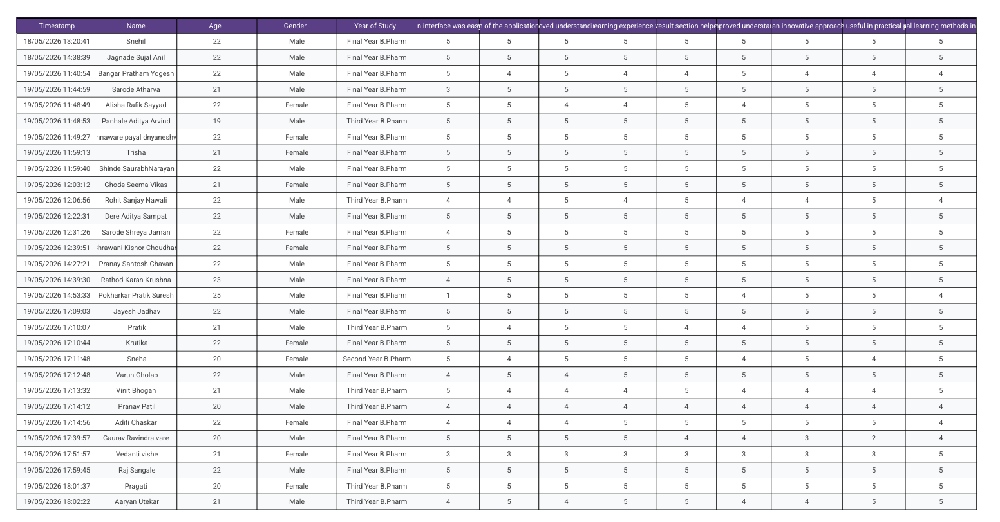 Timestamp Name Age Gender Year of Study n interface was easy n of the application oved understandi earning experience w result section helpe proved understar an innovative approach e useful in practical p al learning methods in
18/05/2026 13:20:41 Snehil 22 Male Final Year B.Pharm 5 5 5 5 5 5 5 5 5
18/05/2026 14:38:39 Jagnade Sujal Anil 22 Male Final Year B.Pharm 5 5 5 5 5 5 5 5 5
19/05/2026 11:40:54 Bangar Pratham Yogesh 22 Male Final Year B.Pharm 5 4 5 4 4 5 4 4 4
19/05/2026 11:44:59 Sarode Atharva 21 Male Final Year B.Pharm 3 5 5 5 5 5 5 5 5
19/05/2026 11:48:49 Alisha Rafik Sayyad 22 Female Final Year B.Pharm 5 5 4 4 5 4 5 5 5
19/05/2026 11:48:53 Panhale Aditya Arvind 19 Male Third Year B.Pharm 5 5 5 5 5 5 5 5 5
19/05/2026 11:49:27 nnaware payal dnyaneshw 22 Female Final Year B.Pharm 5 5 5 5 5 5 5 5 5
19/05/2026 11:59:13 Trisha 21 Female Final Year B.Pharm 5 5 5 5 5 5 5 5 5
19/05/2026 11:59:40 Shinde SaurabhNarayan 22 Male Final Year B.Pharm 5 5 5 5 5 5 5 5 5
19/05/2026 12:03:12 Ghode Seema Vikas 21 Female Final Year B.Pharm 5 5 5 5 5 5 5 5 5
19/05/2026 12:06:56 Rohit Sanjay Nawali 22 Male Third Year B.Pharm 4 4 5 4 5 4 4 5 4
19/05/2026 12:22:31 Dere Aditya Sampat 22 Male Final Year B.Pharm 5 5 5 5 5 5 5 5 5
19/05/2026 12:31:26 Sarode Shreya Jaman 22 Female Final Year B.Pharm 4 5 5 5 5 5 5 5 5
19/05/2026 12:39:51 hrawani Kishor Choudhar 22 Female Final Year B.Pharm 5 5 5 5 5 5 5 5 5
19/05/2026 14:27:21 Pranay Santosh Chavan 22 Male Final Year B.Pharm 5 5 5 5 5 5 5 5 5
19/05/2026 14:39:30 Rathod Karan Krushna 23 Male Final Year B.Pharm 4 5 5 5 5 5 5 5 5
19/05/2026 14:53:33 Pokharkar Pratik Suresh 25 Male Final Year B.Pharm 1 5 5 5 5 4 5 5 4
19/05/2026 17:09:03 Jayesh Jadhav 22 Male Final Year B.Pharm 5 5 5 5 5 5 5 5 5
19/05/2026 17:10:07 Pratik 21 Male Third Year B.Pharm 5 4 5 5 4 4 5 5 5
19/05/2026 17:10:44 Krutika 22 Female Final Year B.Pharm 5 5 5 5 5 5 5 5 5
19/05/2026 17:11:48 Sneha 20 Female Second Year B.Pharm 5 4 5 5 5 4 5 4 5
19/05/2026 17:12:48 Varun Gholap 22 Male Final Year B.Pharm 4 5 4 5 5 5 5 5 5
19/05/2026 17:13:32 Vinit Bhogan 21 Male Third Year B.Pharm 5 4 4 4 5 4 4 4 5
19/05/2026 17:14:12 Pranav Patil 20 Male Third Year B.Pharm 4 4 4 4 4 4 4 4 4
19/05/2026 17:14:56 Aditi Chaskar 22 Female Final Year B.Pharm 4 4 4 5 5 5 5 5 4
19/05/2026 17:39:57 Gaurav Ravindra vare 20 Male Final Year B.Pharm 5 5 5 5 4 4 3 2 4
19/05/2026 17:51:57 Vedanti vishe 21 Female Final Year B.Pharm 3 3 3 3 3 3 3 3 5
19/05/2026 17:59:45 Raj Sangale 22 Male Final Year B.Pharm 5 5 5 5 5 5 5 5 5
19/05/2026 18:01:37 Pragati 20 Female Third Year B.Pharm 5 5 5 5 5 5 5 5 5
19/05/2026 18:02:22 Aaryan Utekar 21 Male Third Year B.Pharm 4 5 4 5 5 4 4 5 5